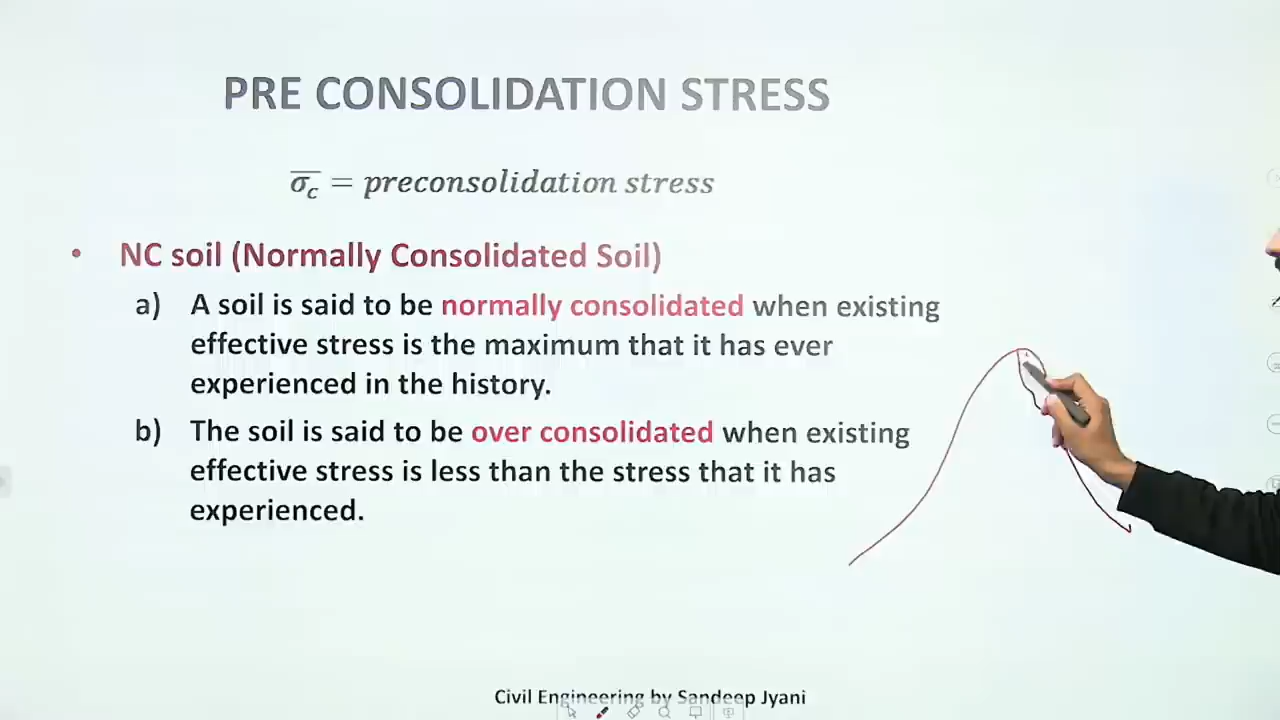 PRE CONSOLIDATION STRESS
σ̅c = preconsolidation stress
• NC soil (Normally Consolidated Soil)
a) A soil is said to be normally consolidated when existing
effective stress is the maximum that it has ever
experienced in the history.
b) The soil is said to be over consolidated when existing
effective stress is less than the stress that it has
experienced.
Civil Engineering by Sandeep Jyani